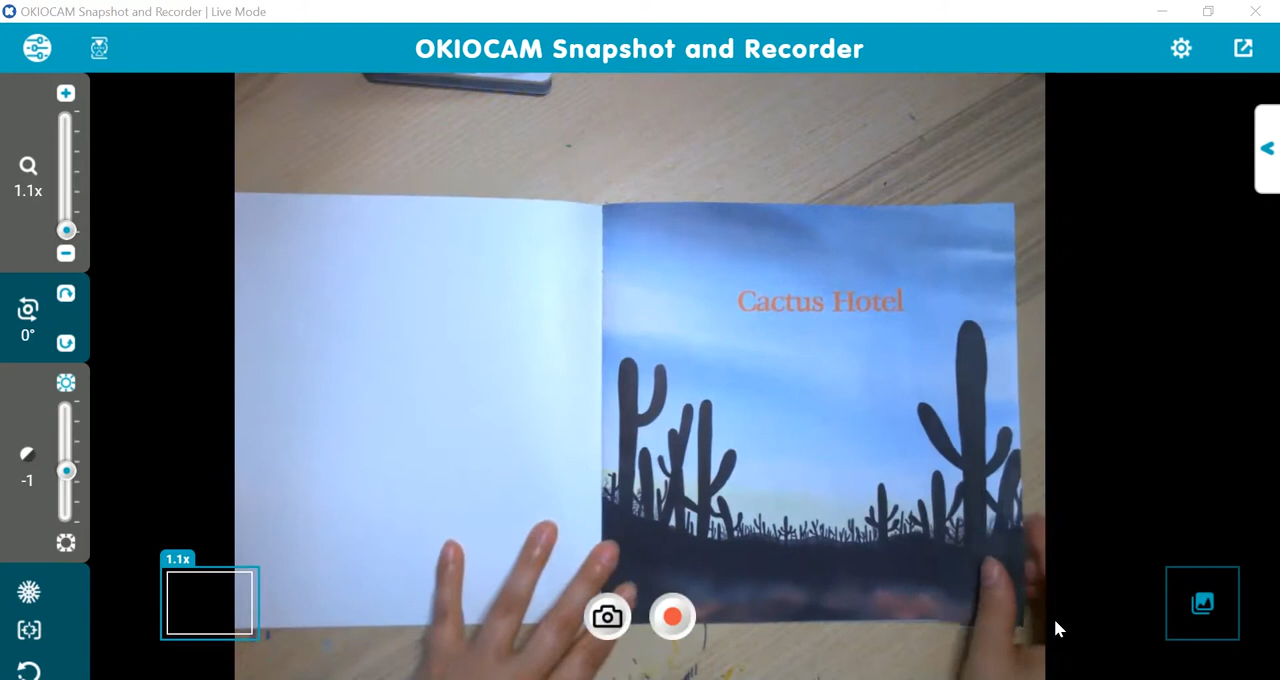 OKIOCAM Snapshot and Recorder | Live Mode
OKIOCAM Snapshot and Recorder
1.1x
0°
-1
1.1x
Cactus Hotel